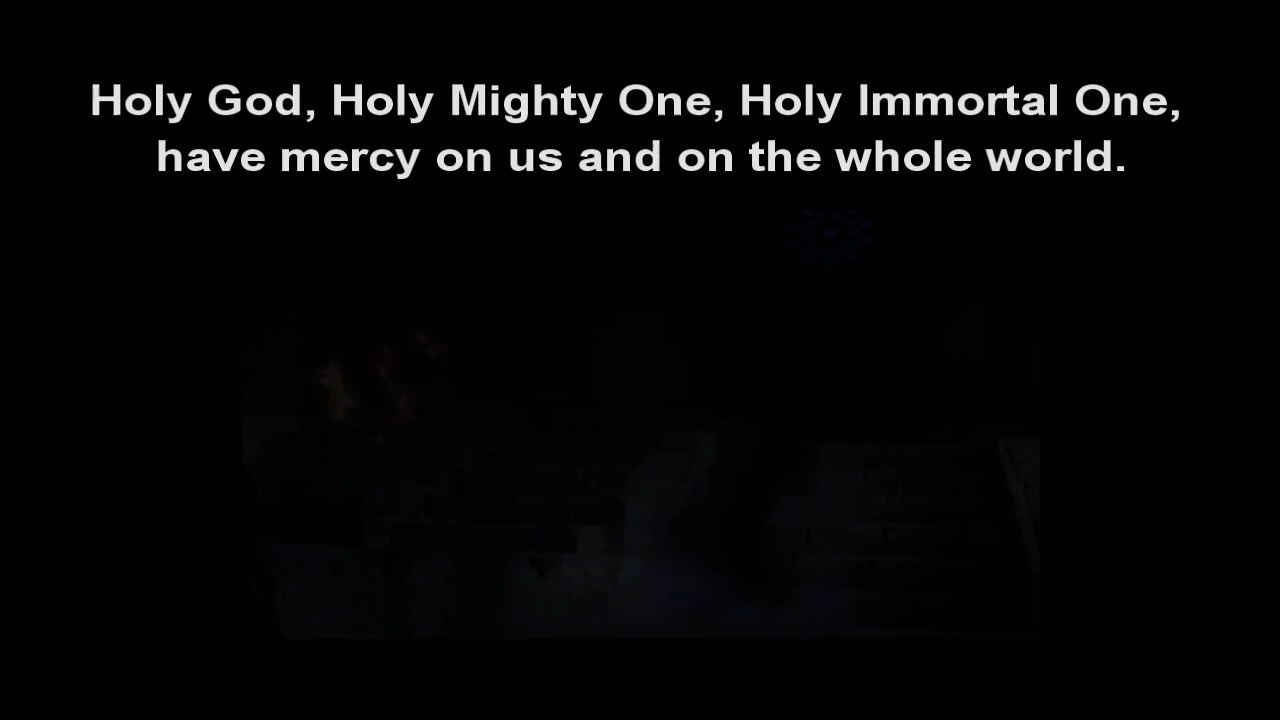 Holy God, Holy Mighty One, Holy Immortal One,
have mercy on us and on the whole world.